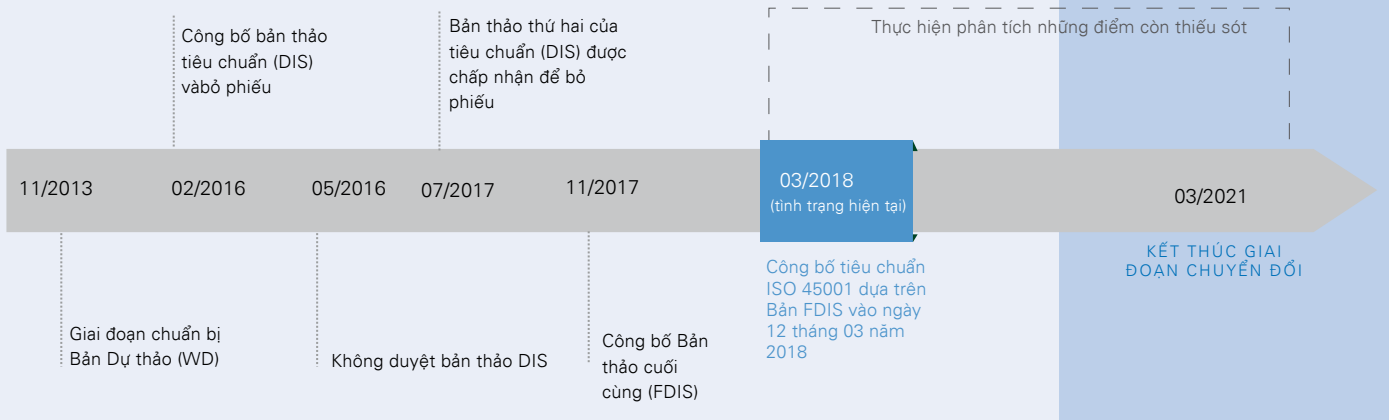 Công bố bản thảo
tiêu chuẩn (DIS)
vàbỏ phiếu
Bản thảo thứ hai của
tiêu chuẩn (DIS) được
chấp nhận để bỏ
phiếu
Thực hiện phân tích những điểm còn thiếu sót
11/2013
02/2016
05/2016
07/2017
11/2017
03/2018
(tình trạng hiện tại)
03/2021
Giai đoạn chuẩn bị
Bản Dự thảo (WD)
Không duyệt bản thảo DIS
Công bố Bản
thảo cuối
cùng (FDIS)
Công bố tiêu chuẩn
ISO 45001 dựa trên
Bản FDIS vào ngày
12 tháng 03 năm
2018
KẾT THÚC GIAI
ĐOẠN CHUYỂN ĐỔI